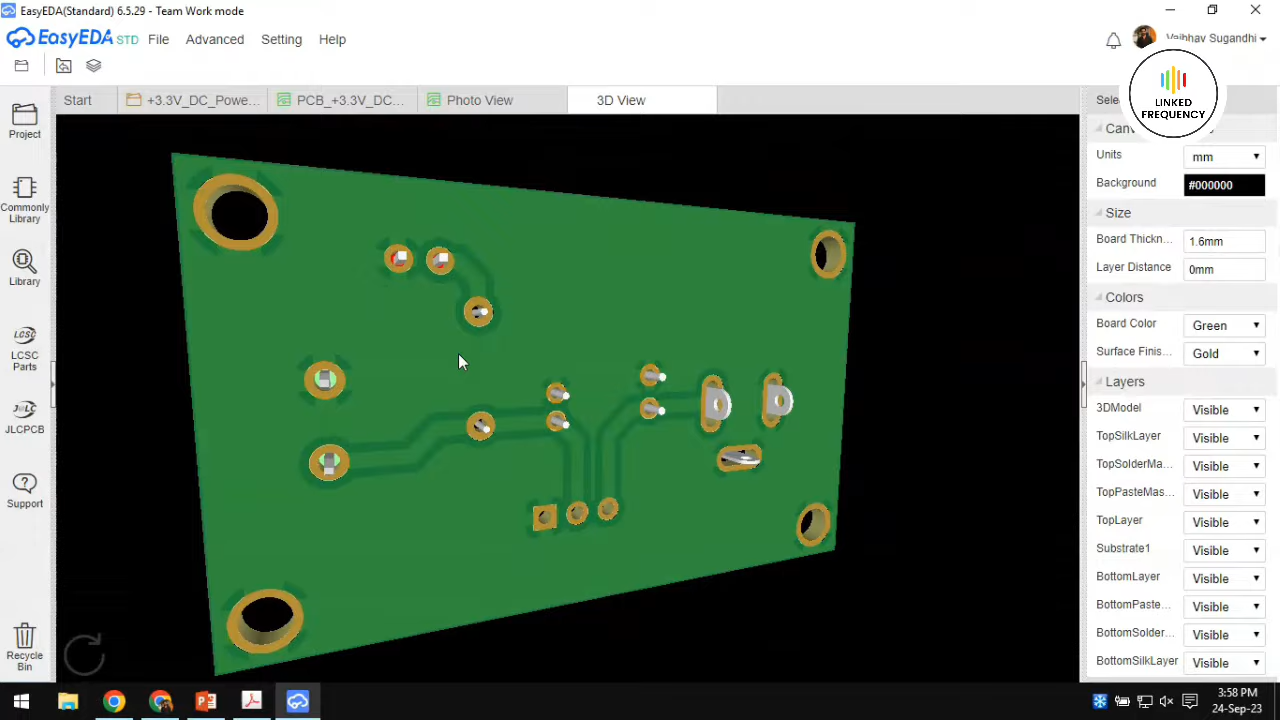 EasyEDA(Standard) 6.5.29 - Team Work mode
EasyEDA STD File Advanced Setting Help
Vaibhav Sugandhi
LINKED
FREQUENCY
Start +3.3V_DC_Powe... PCB_+3.3V_DC... Photo View 3D View
Project
Commonly
Library
Library
LCSC
LCSC
Parts
JLCPCB
Support
Recycle
Bin
Units mm
Background #000000
Size
Board Thickn... 1.6mm
Layer Distance 0mm
Colors
Board Color Green
Surface Finis... Gold
Layers
3DModel Visible
TopSilkLayer Visible
TopSolderMa... Visible
TopPasteMas... Visible
TopLayer Visible
Substrate1 Visible
BottomLayer Visible
BottomPaste... Visible
BottomSolder... Visible
BottomSilkLayer Visible
3:58 PM
24-Sep-23